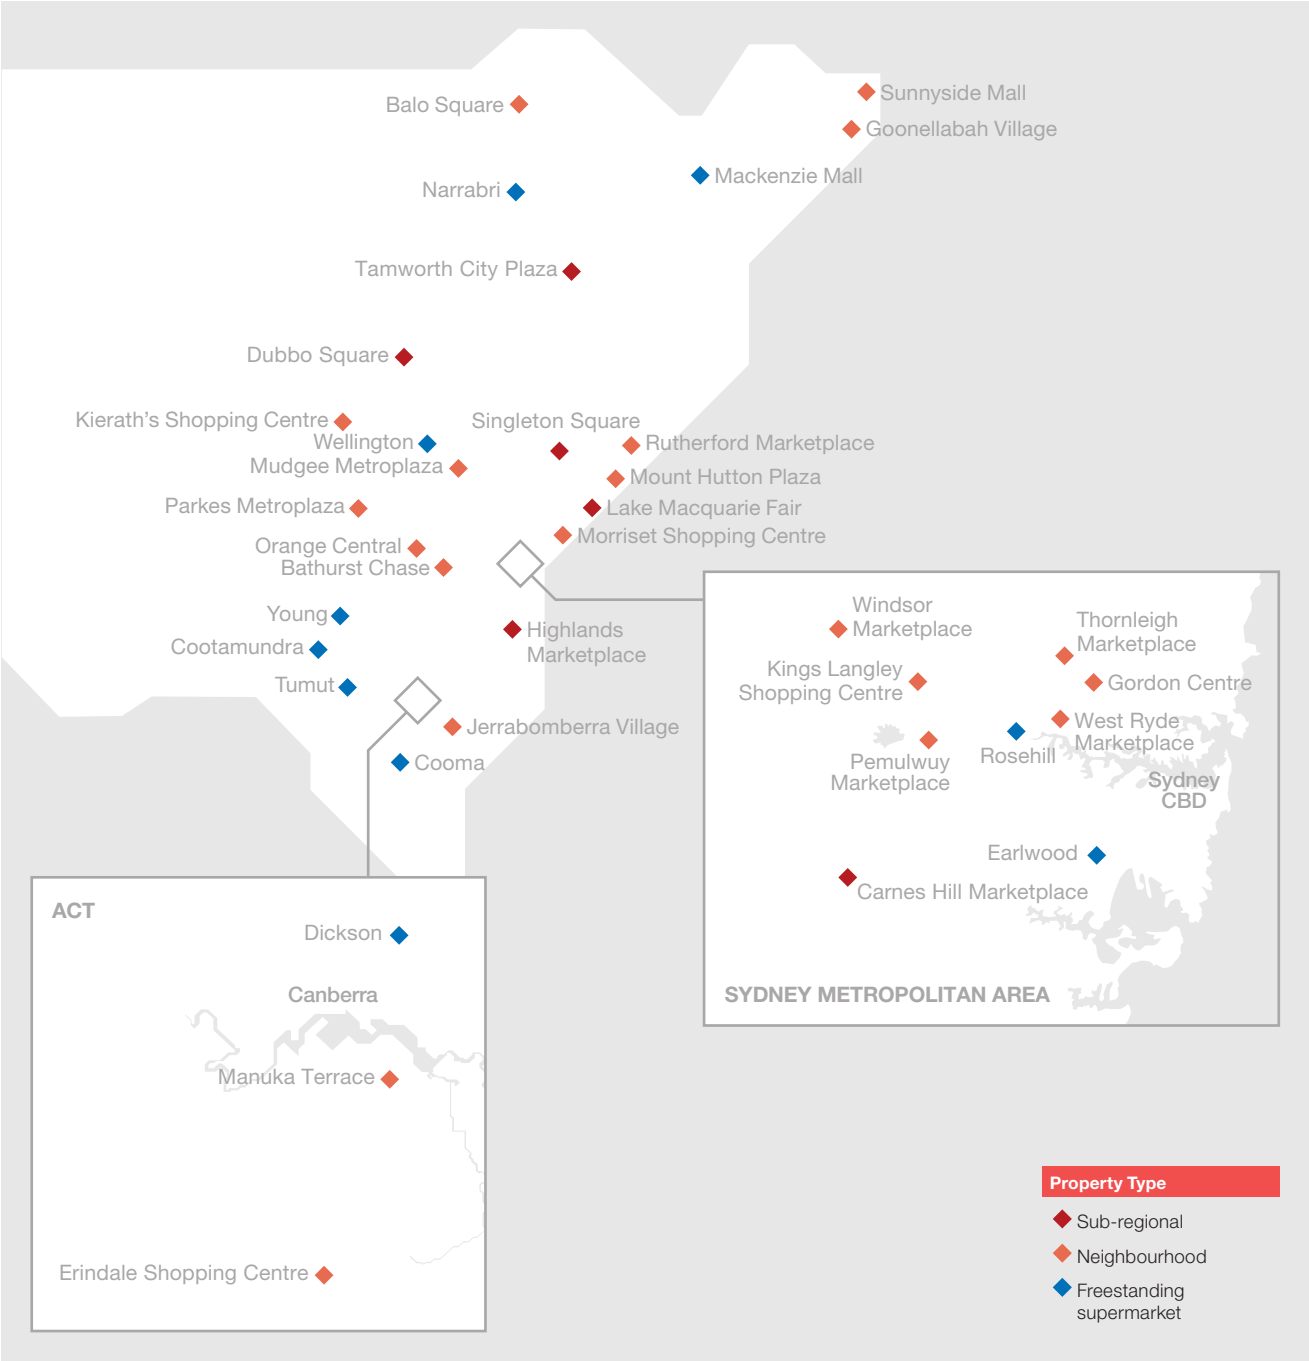 Balo Square
Sunnyside Mall
Goonellabah Village
Mackenzie Mall
Narrabri
Tamworth City Plaza
Dubbo Square
Kierath's Shopping Centre
Singleton Square
Wellington
Rutherford Marketplace
Mudgee Metroplaza
Mount Hutton Plaza
Parkes Metroplaza
Lake Macquarie Fair
Morriset Shopping Centre
Orange Central
Bathurst Chase
Young
Highlands
Marketplace
Cootamundra
Tumut
Jerrabomberra Village
Cooma
Windsor
Marketplace
Thornleigh
Marketplace
Kings Langley
Shopping Centre
Gordon Centre
West Ryde
Marketplace
Rosehill
Pemulwuy
Marketplace
Sydney
CBD
Earlwood
Carnes Hill Marketplace
SYDNEY METROPOLITAN AREA
ACT
Dickson
Canberra
Manuka Terrace
Erindale Shopping Centre
Property Type
Sub-regional
Neighbourhood
Freestanding
supermarket